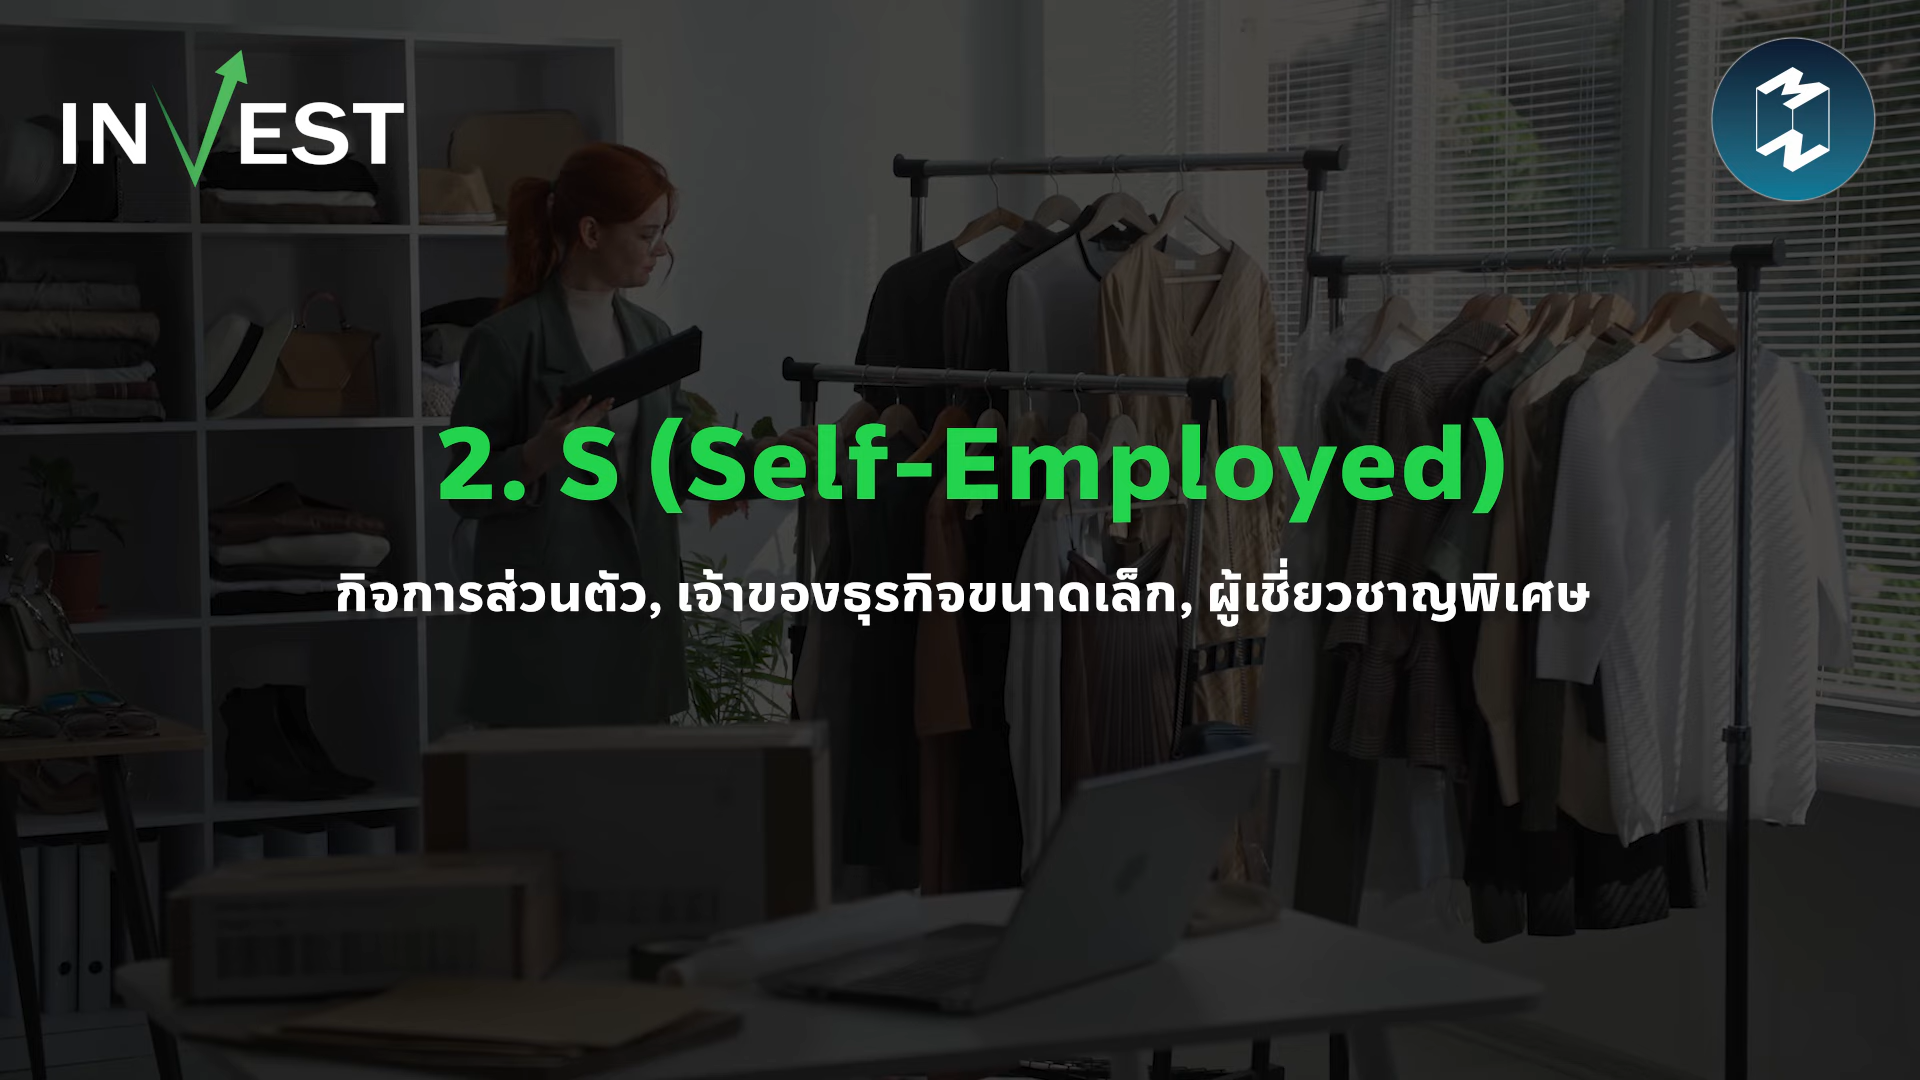 INVEST
2. S (Self-Employed)
กิจการส่วนตัว, เจ้าของธุรกิจขนาดเล็ก, ผู้เชี่ยวชาญพิเศษ